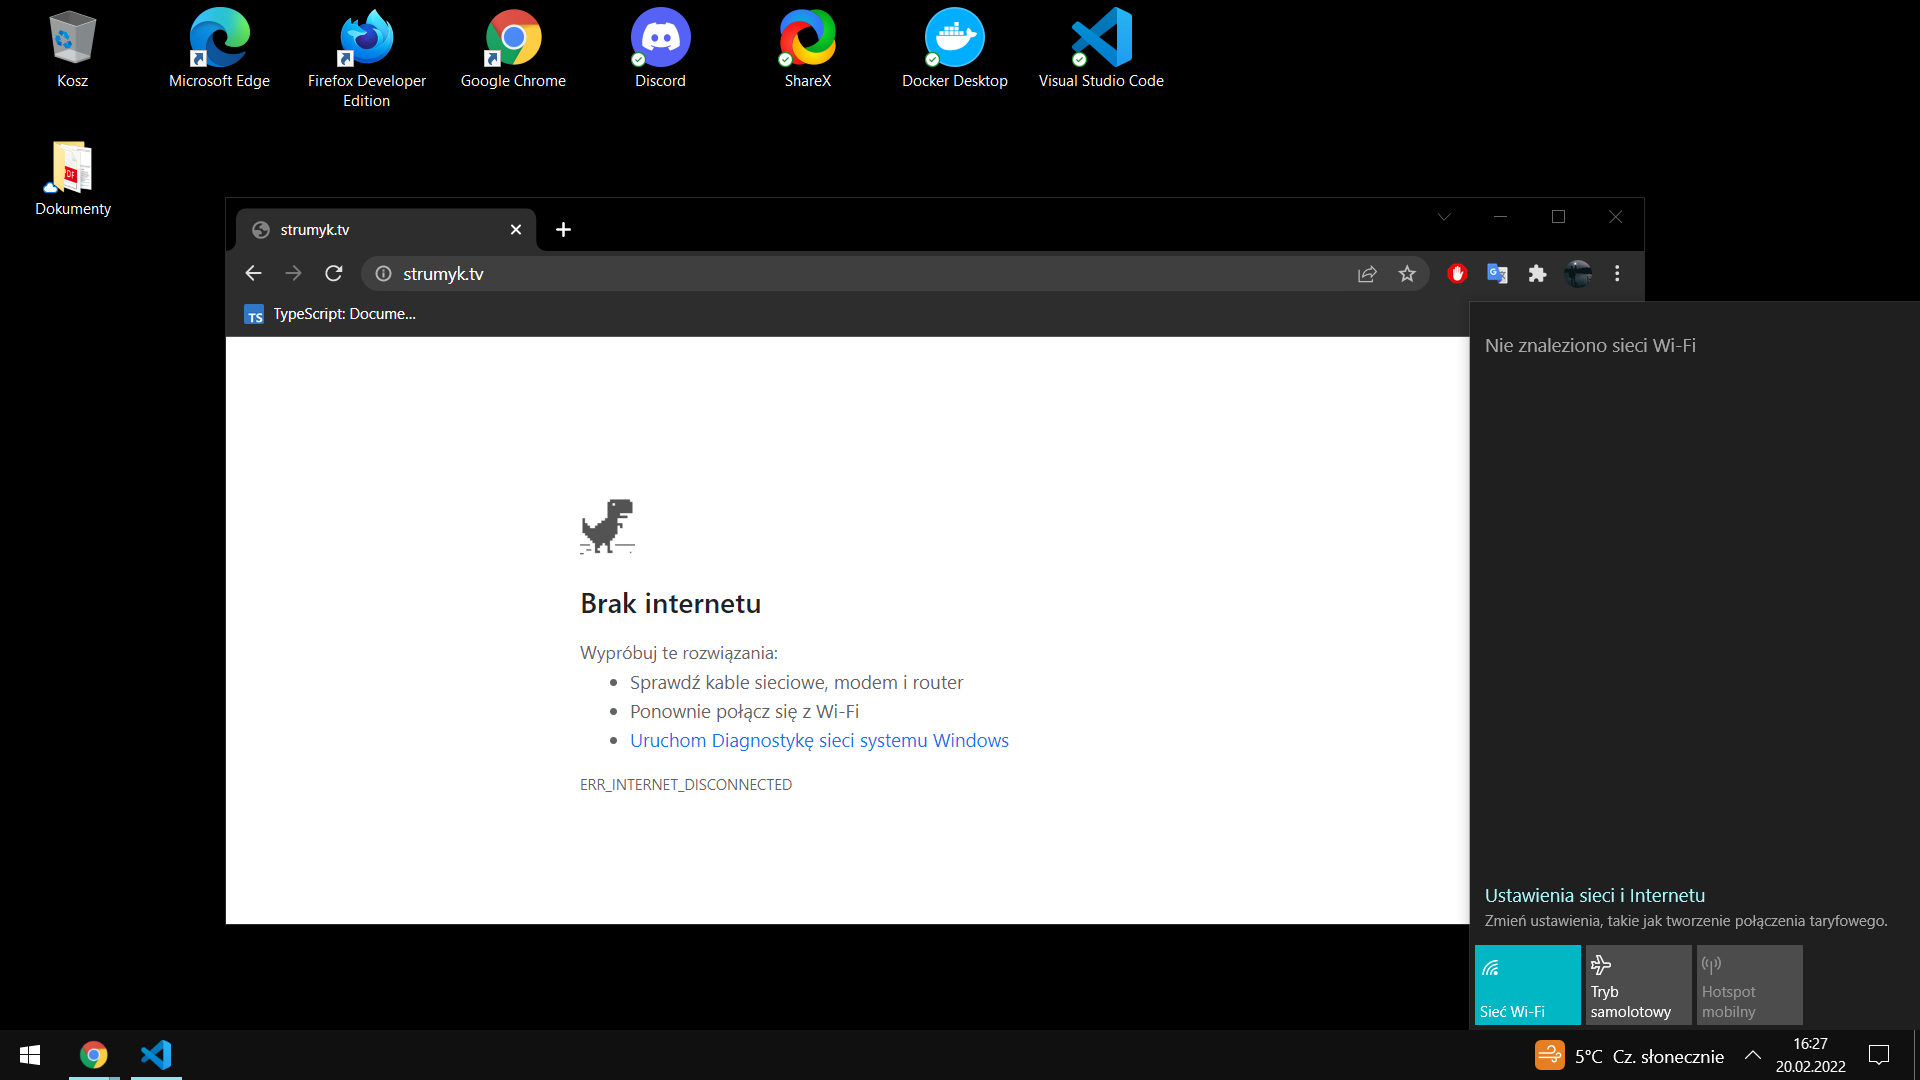 Kosz
Microsoft Edge
Firefox Developer
Edition
Google Chrome
Discord
ShareX
Docker Desktop
Visual Studio Code
PDF
Dokumenty
strumyk.tv
strumyk.tv
TS
TypeScript: Docume...
Brak internetu
Wypróbuj te rozwiązania:
Sprawdź kable sieciowe, modem i router
Ponownie połącz się z Wi-Fi
Uruchom Diagnostykę sieci systemu Windows
ERR_INTERNET_DISCONNECTED
Nie znaleziono sieci Wi-Fi
Ustawienia sieci i Internetu
Zmień ustawienia, takie jak tworzenie połączenia taryfowego.
Sieć Wi-Fi
Tryb
samolotowy
Hotspot
mobilny
5°C Cz. słonecznie
16:27
20.02.2022